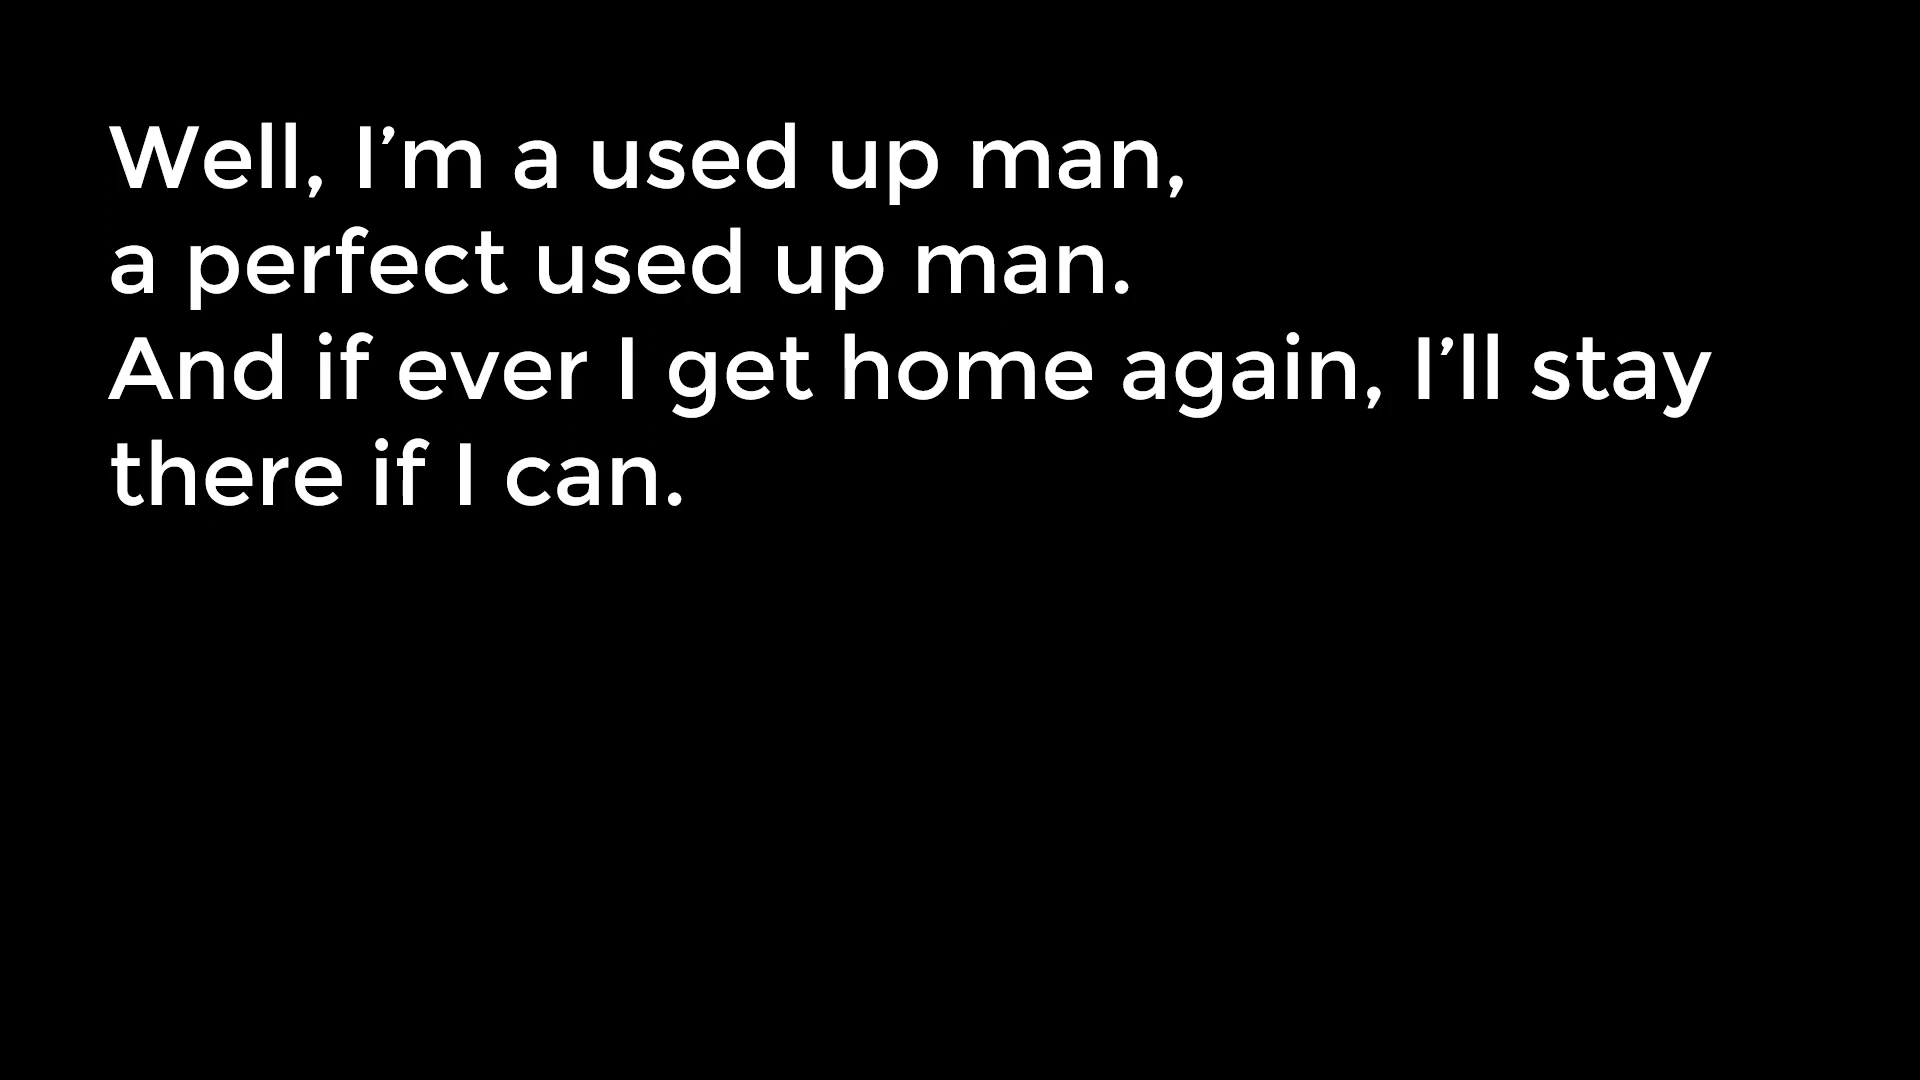 Well, I’m a used up man,
a perfect used up man.
And if ever I get home again, I’ll stay
there if I can.